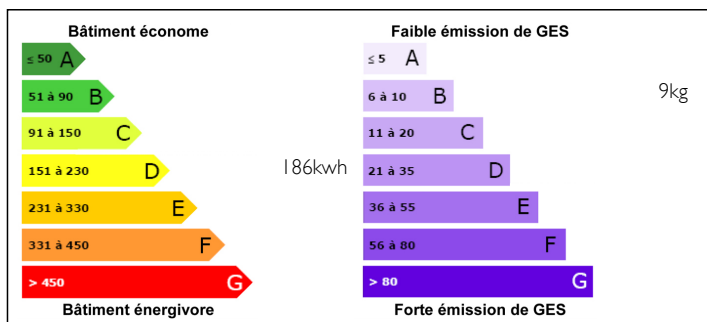 Bâtiment économe
≤ 50 A
51 à 90 B
91 à 150 C
151 à 230 D
231 à 330 E
331 à 450 F
> 450 G
Bâtiment énergivore
186kwh
Faible émission de GES
≤ 5 A
6 à 10 B
11 à 20 C
21 à 35 D
36 à 55 E
56 à 80 F
> 80 G
Forte émission de GES
9kg